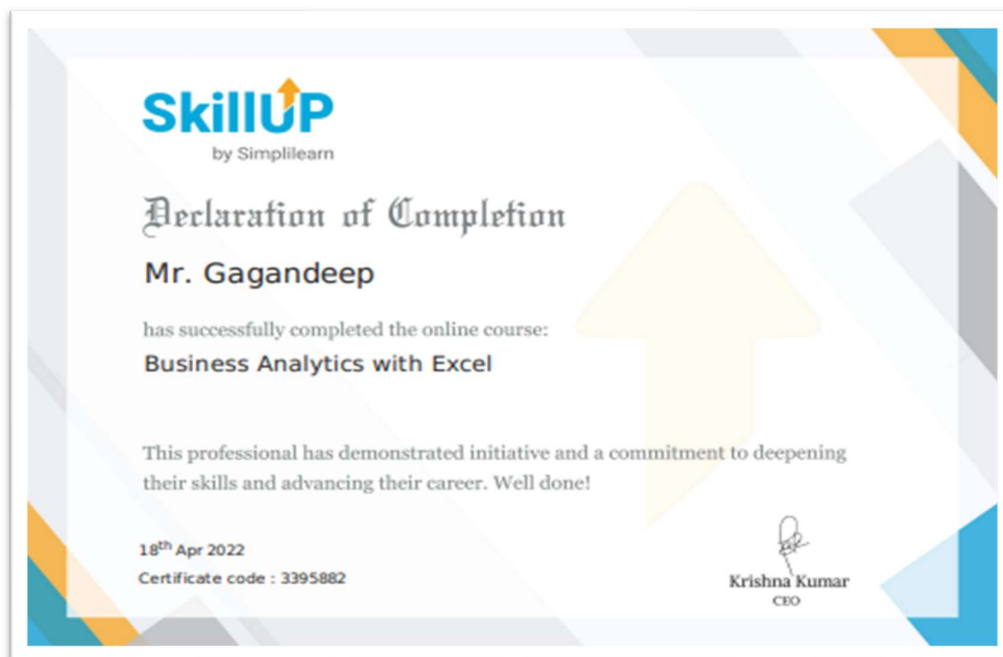 SkillUP
by Simplilearn
Declaration of Completion
Mr. Gagandeep
has successfully completed the online course:
Business Analytics with Excel
This professional has demonstrated initiative and a commitment to deepening
their skills and advancing their career. Well done!
18th Apr 2022
Certificate code : 3395882
Krishna Kumar
CEO